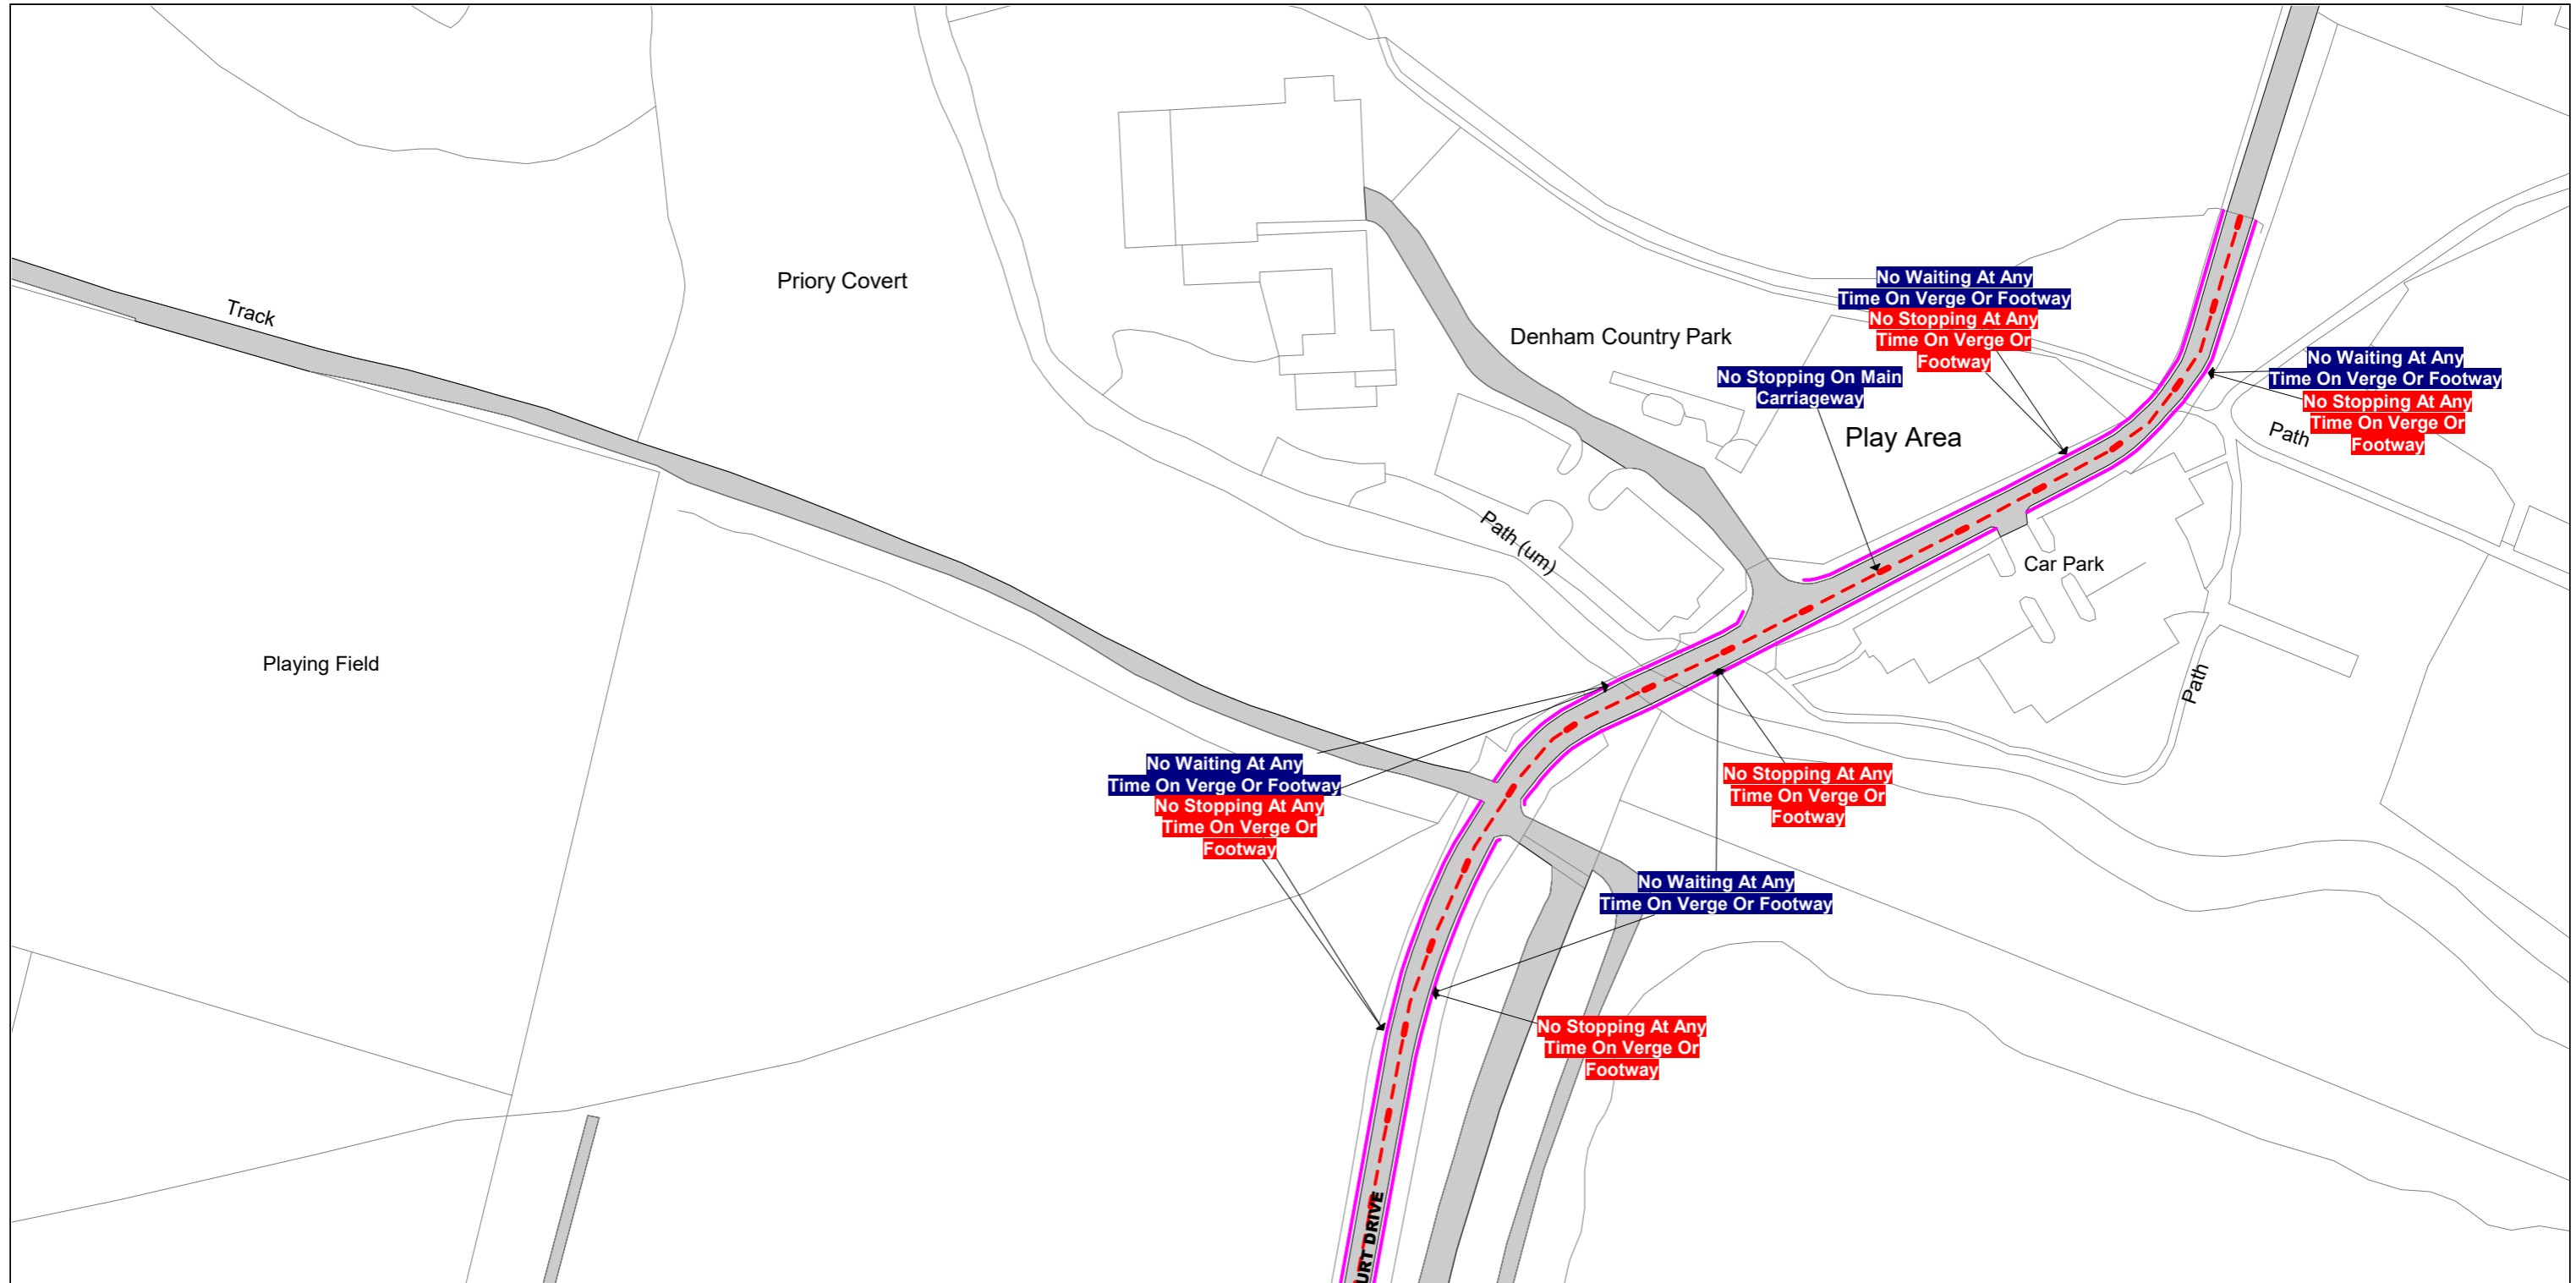 No Waiting At Any
Time On Verge Or Footway
No Stopping At Any
Time On Verge Or
Footway
Priory Covert
Track
Denham Country Park
No Stopping On Main
Carriageway
No Waiting At Any
Time On Verge Or Footway
No Stopping At Any
Time On Verge Or
Footway
Play Area
Path
Path (um)
Car Park
Playing Field
Path
No Waiting At Any
Time On Verge Or Footway
No Stopping At Any
Time On Verge Or
Footway
No Stopping At Any
Time On Verge Or
Footway
No Waiting At Any
Time On Verge Or Footway
No Stopping At Any
Time On Verge Or
Footway
URT DRIVE